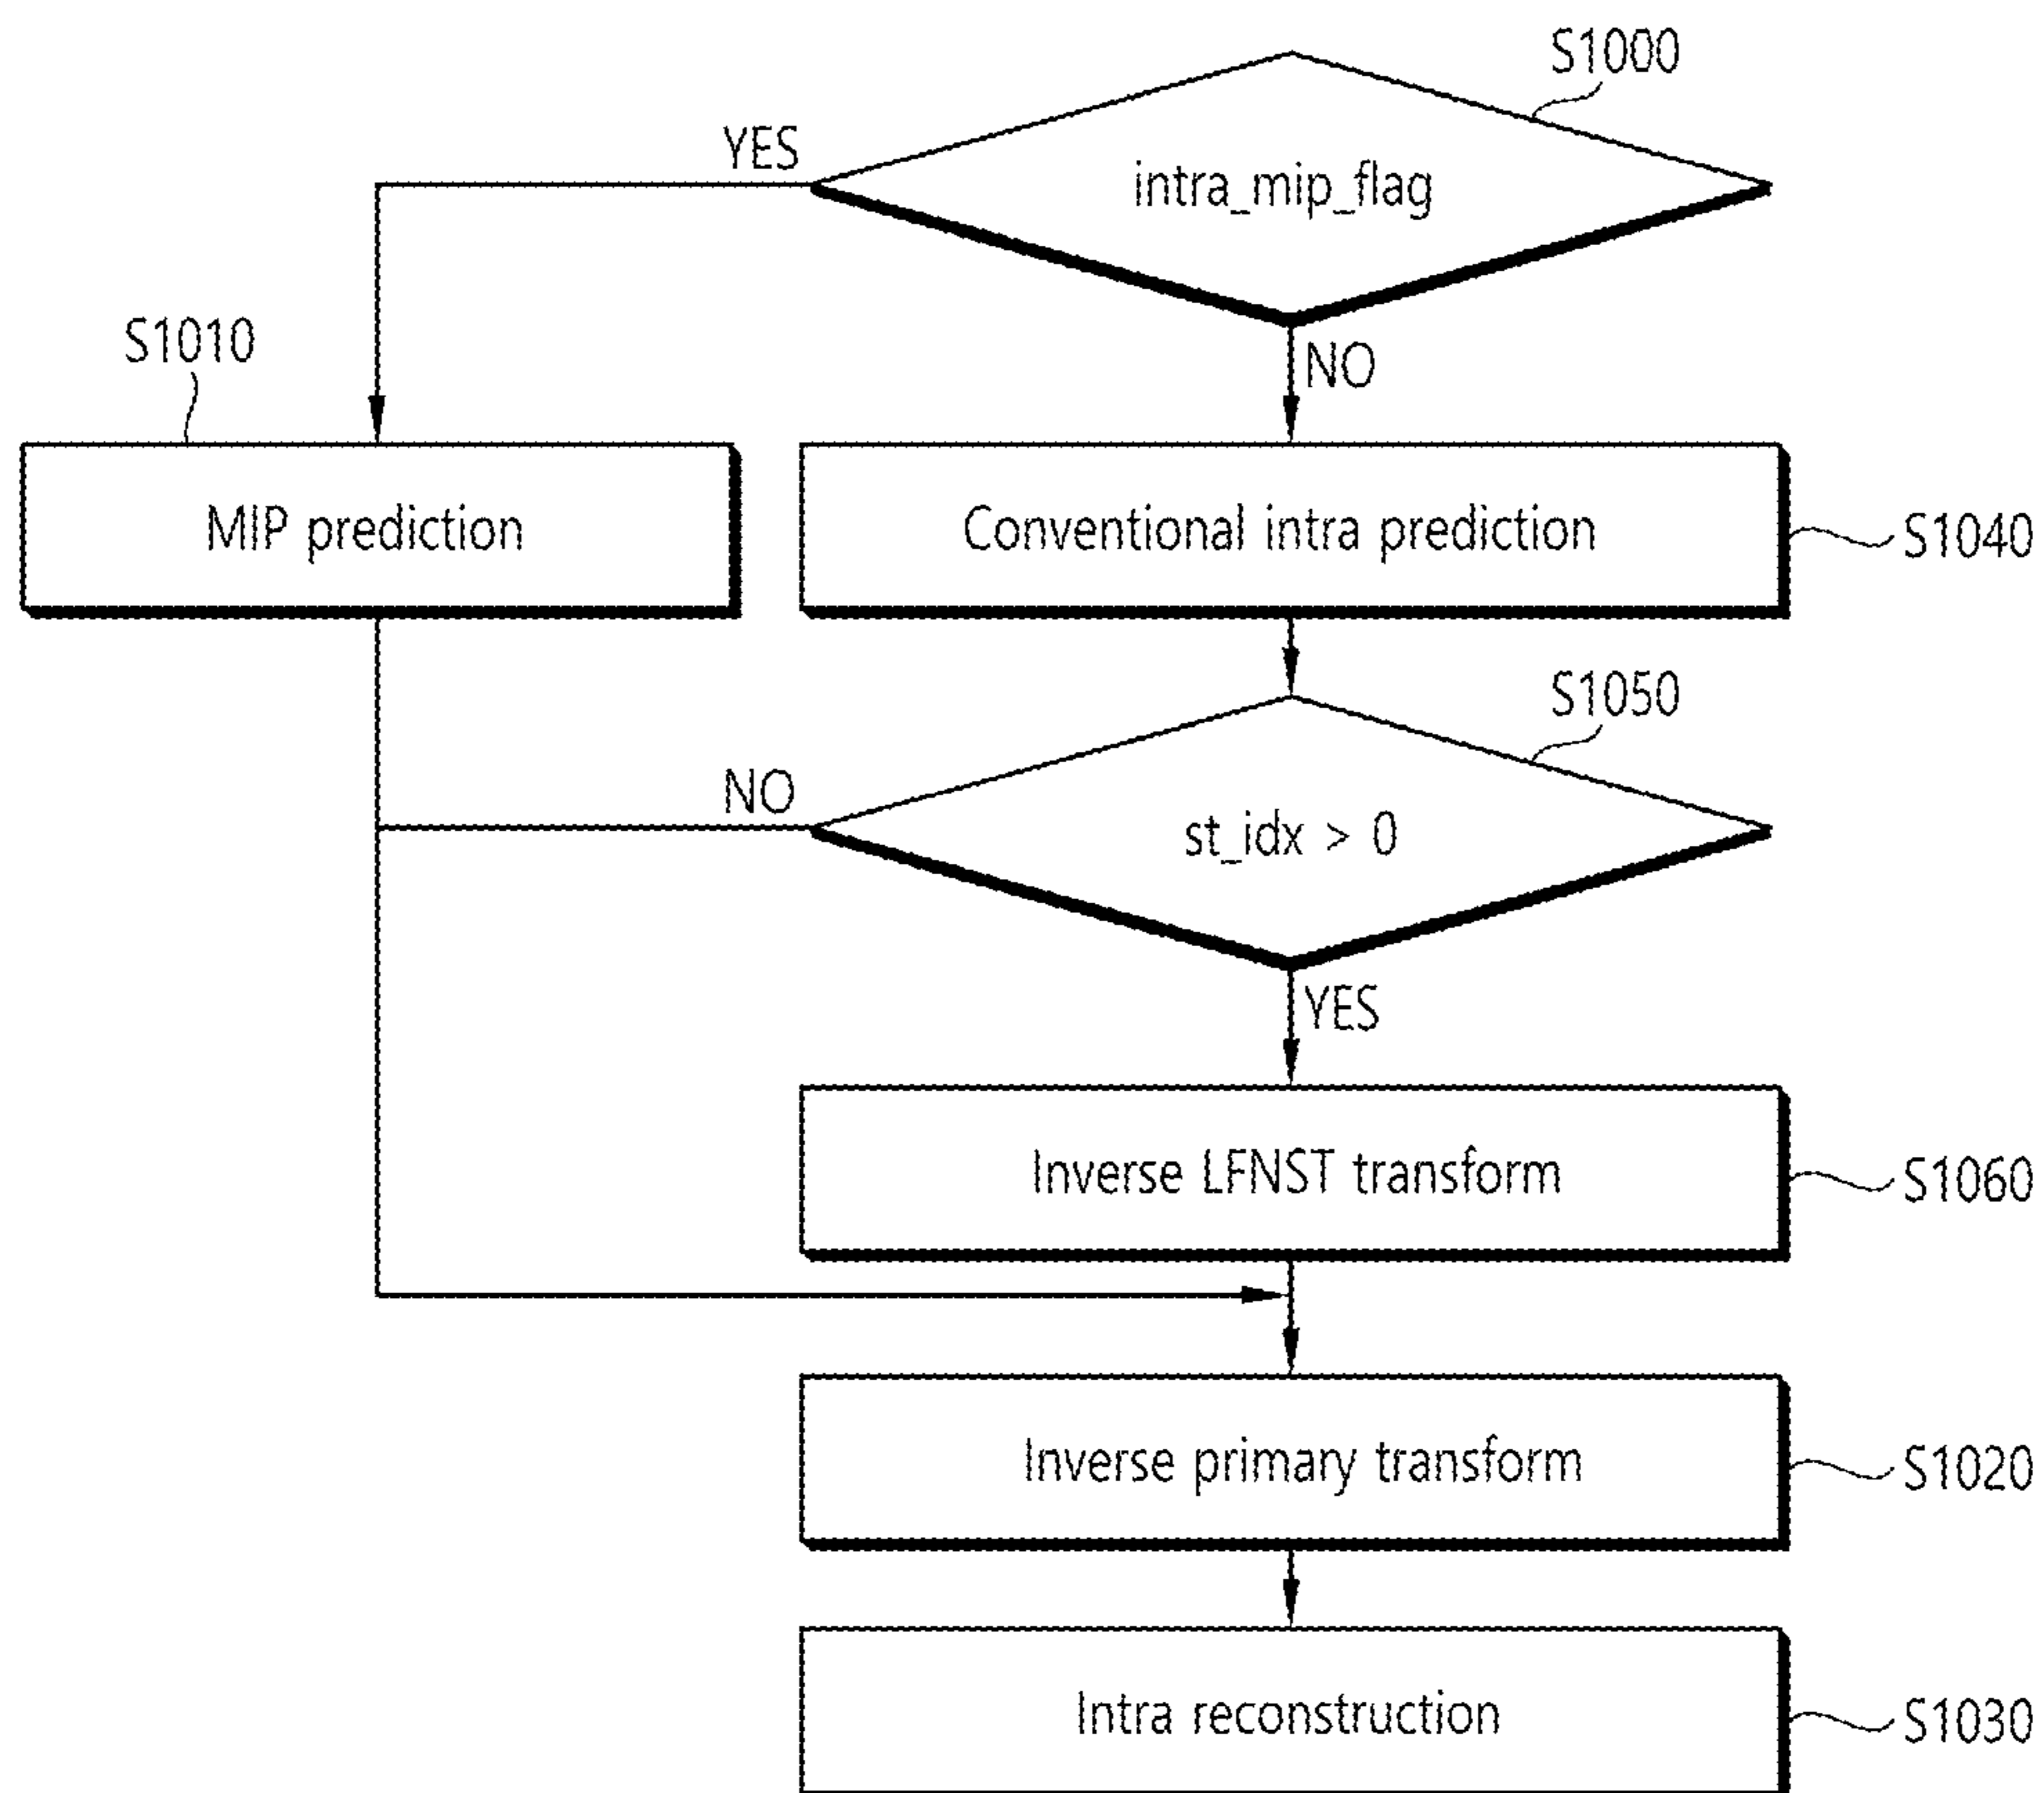 S1000
YES
intra_mip_flag
S1010
NO
MIP prediction
Conventional intra prediction
S1040
S1050
NO
st_idx > 0
YES
Inverse LFNST transform
S1060
Inverse primary transform
S1020
Intra reconstruction
S1030